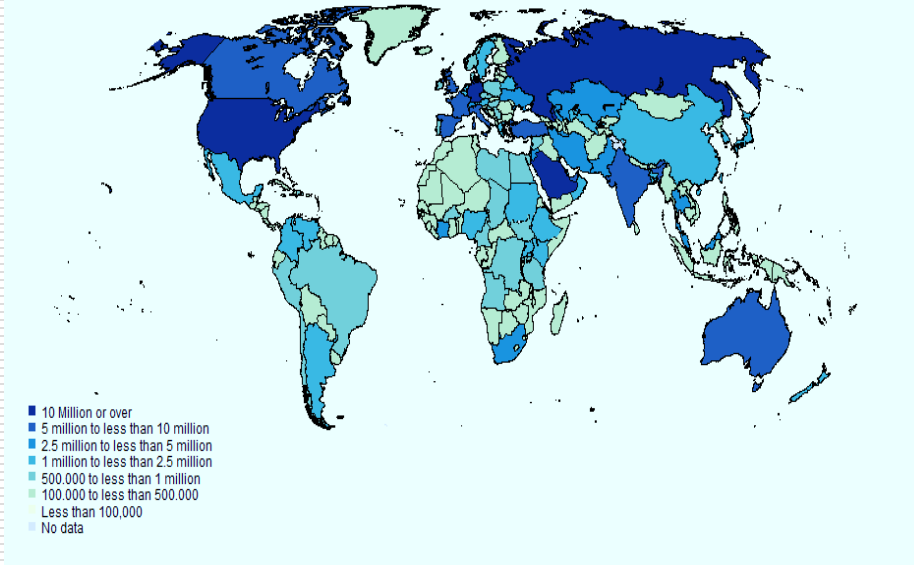 10 Million or over
5 million to less than 10 million
2.5 million to less than 5 million
1 million to less than 2.5 million
500.000 to less than 1 million
100.000 to less than 500.000
Less than 100,000
No data